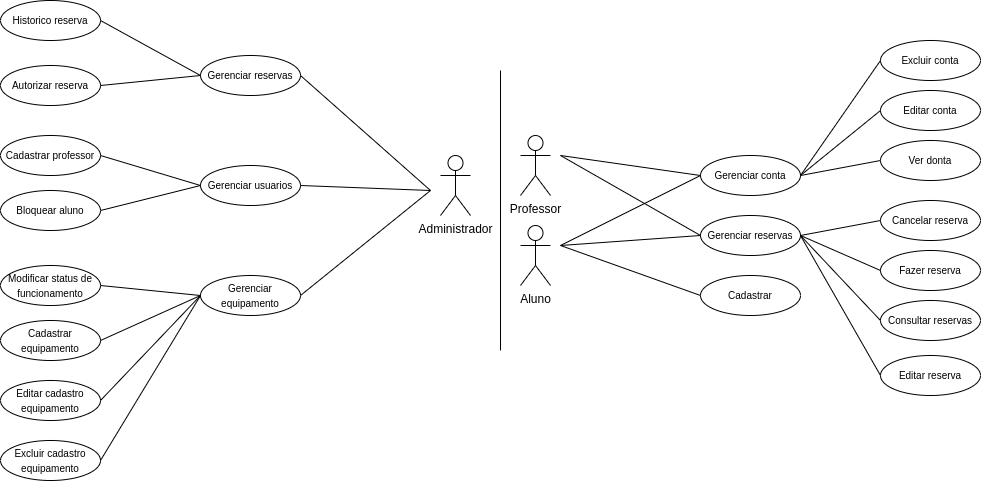 Historico reserva
Autorizar reserva
Gerenciar reservas
Cadastrar professor
Bloquear aluno
Gerenciar usuarios
Modificar status de
funcionamento
Cadastrar
equipamento
Editar cadastro
equipamento
Excluir cadastro
equipamento
Gerenciar
equipamento
Administrador
Professor
Aluno
Gerenciar conta
Gerenciar reservas
Cadastrar
Excluir conta
Editar conta
Ver donta
Cancelar reserva
Fazer reserva
Consultar reservas
Editar reserva